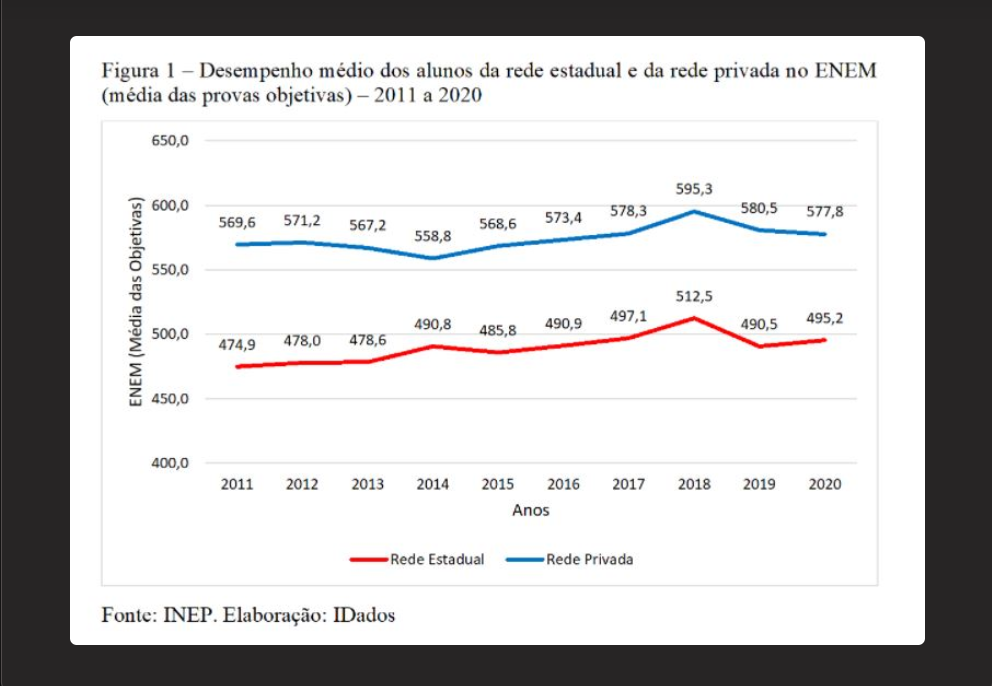 Figura 1 – Desempenho médio dos alunos da rede estadual e da rede privada no ENEM
(média das provas objetivas) – 2011 a 2020
650,0
600,0
550,0
500,0
450,0
400,0
ENEM (Média das Objetivas)
569,6 571,2 567,2 558,8 568,6 573,4 578,3 595,3 580,5 577,8
474,9 478,0 478,6 490,8 485,8 490,9 497,1 512,5 490,5 495,2
2011 2012 2013 2014 2015 2016 2017 2018 2019 2020
Anos
Rede Estadual Rede Privada
Fonte: INEP. Elaboração: IDados